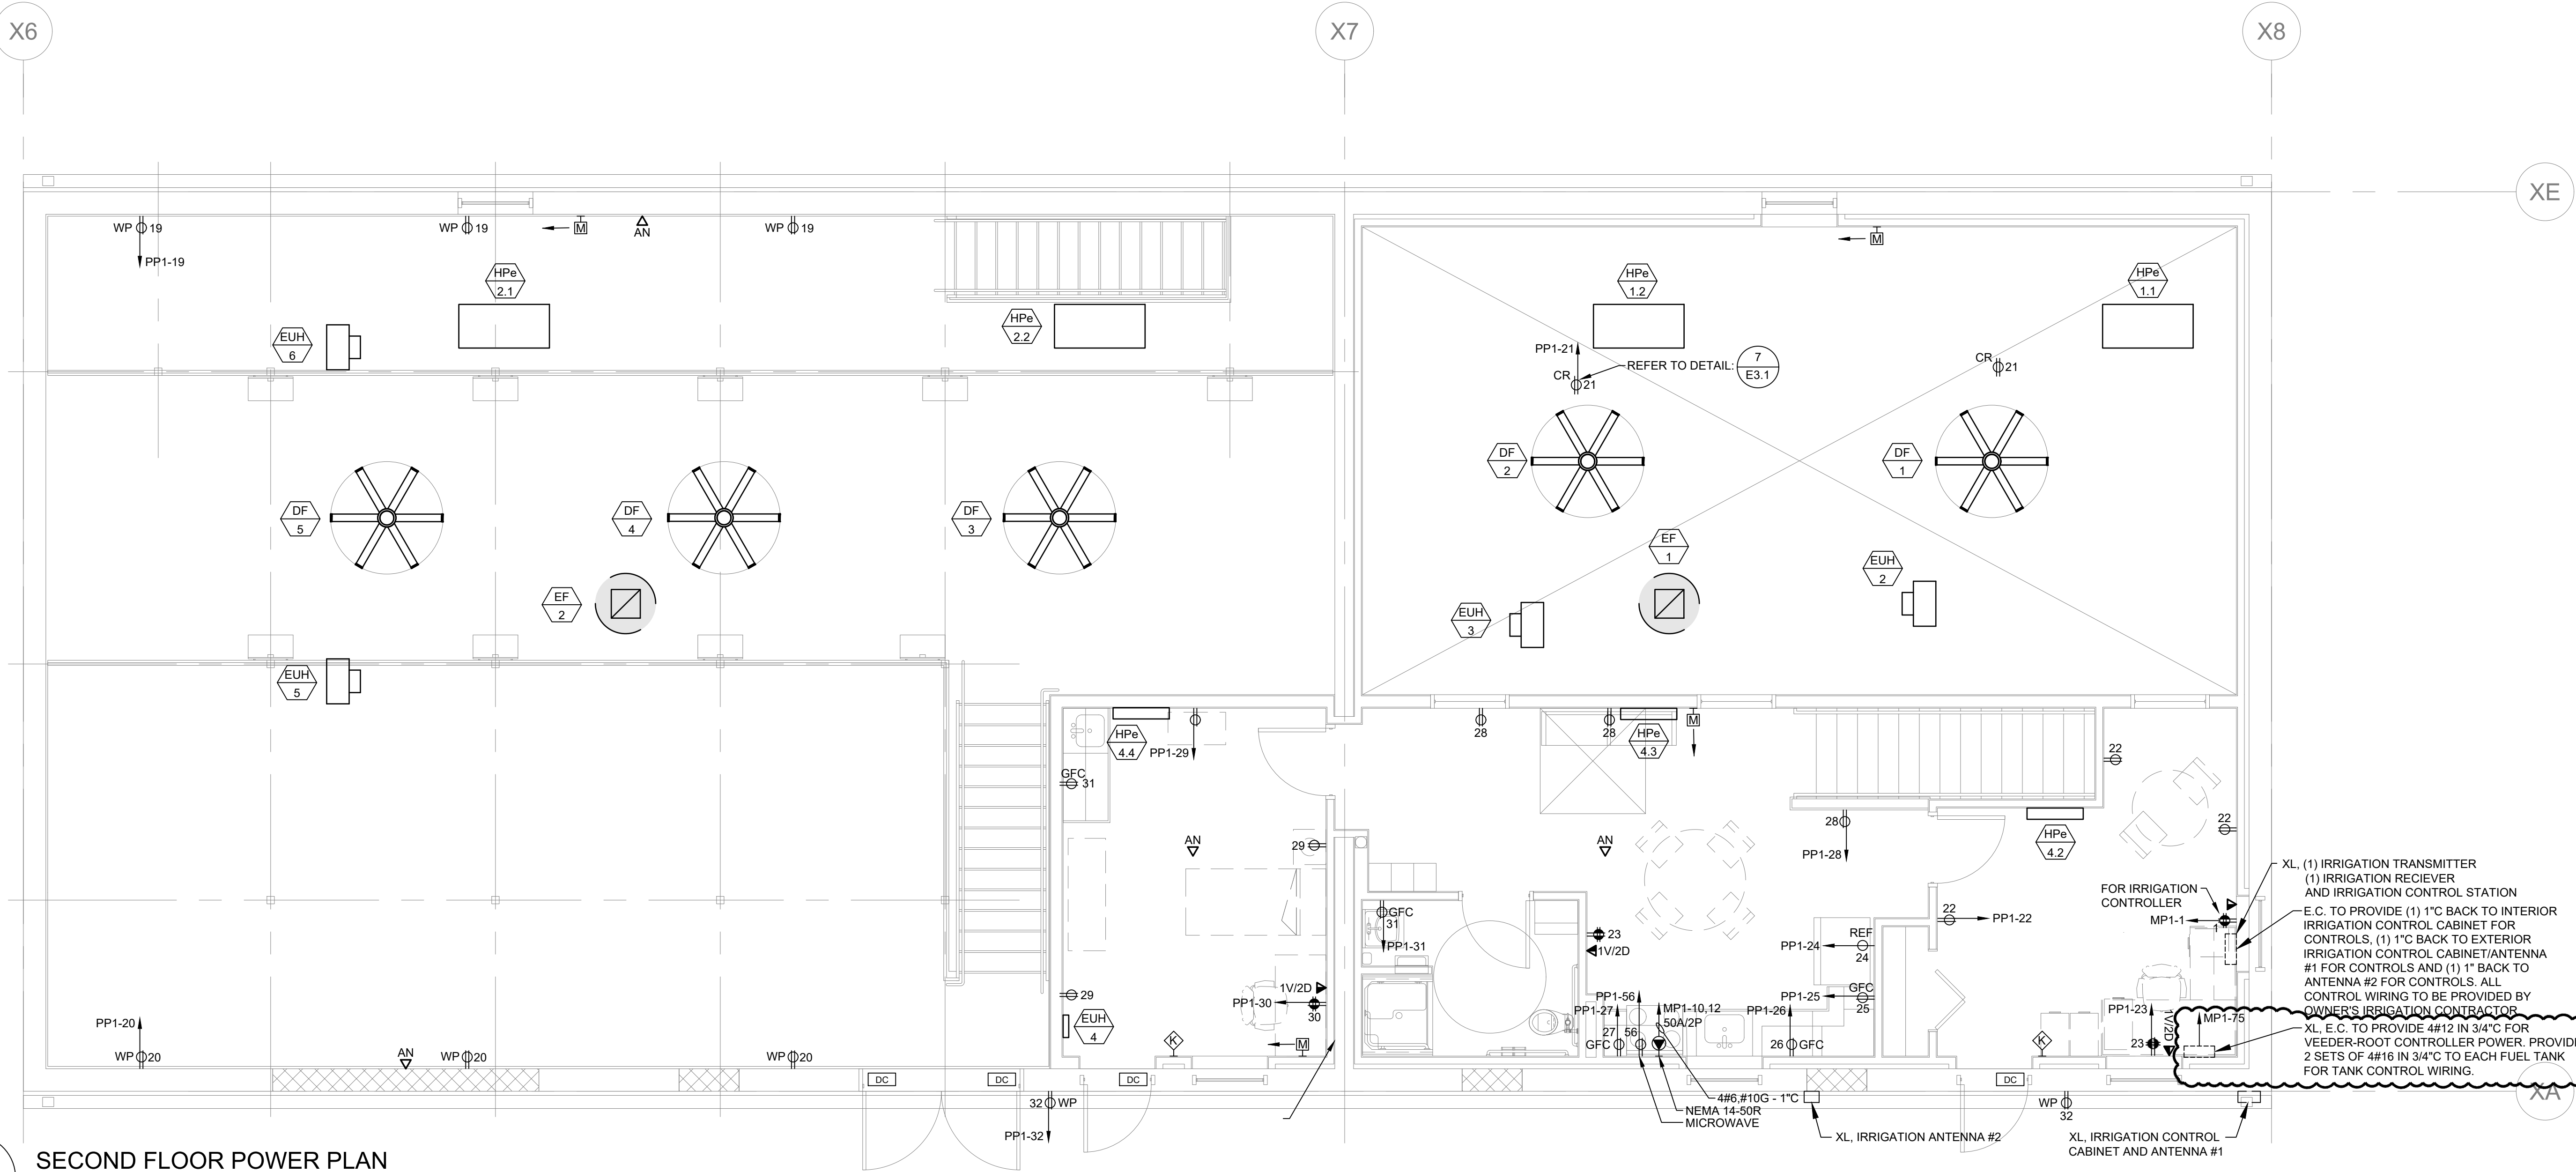 X6
X7
X8
XE
WP 19
WP 19
M
AN
WP 19
PP1-19
M
HPe
2.1
HPe
1.2
HPe
1.1
HPe
2.2
EUH
6
PP1-21
REFER TO DETAIL:
7
E3.1
CR
21
CR
21
DF
2
DF
1
DF
5
DF
4
DF
3
EF
1
EF
2
EUH
2
EUH
3
EUH
5
HPe
4.4
PP1-29
28
28
HPe
4.3
M
22
GFC
31
28
22
HPe
4.2
AN
29
AN
PP1-28
XL, (1) IRRIGATION TRANSMITTER
(1) IRRIGATION RECIEVER
AND IRRIGATION CONTROL STATION
FOR IRRIGATION
CONTROLLER
MP1-1
1
E.C. TO PROVIDE (1) 1"C BACK TO INTERIOR
IRRIGATION CONTROL CABINET FOR
CONTROLS, (1) 1"C BACK TO EXTERIOR
IRRIGATION CONTROL CABINET/ANTENNA
#1 FOR CONTROLS AND (1) 1" BACK TO
ANTENNA #2 FOR CONTROLS. ALL
CONTROL WIRING TO BE PROVIDED BY
OWNER'S IRRIGATION CONTRACTOR
22
PP1-22
GFC
31
PP1-31
23
1V/2D
REF
PP1-24
24
29
1V/2D
PP1-30
30
PP1-56
PP1-27
MP1-10,12
50A/2P
PP1-26
PP1-25
GFC
25
PP1-23
1V/2D
MP1-75
PP1-20
EUH
4
27
56
GFC
26
GFC
23
XL, E.C. TO PROVIDE 4#12 IN 3/4"C FOR
VEEDER-ROOT CONTROLLER POWER. PROVIDE
2 SETS OF 4#16 IN 3/4"C TO EACH FUEL TANK
FOR TANK CONTROL WIRING.
K
M
K
WP 20
AN
WP 20
WP 20
DC
DC
DC
DC
XA
32
WP
4#6,#10G - 1"C
NEMA 14-50R
MICROWAVE
WP
32
PP1-32
XL, IRRIGATION ANTENNA #2
XL, IRRIGATION CONTROL
CABINET AND ANTENNA #1
SECOND FLOOR POWER PLAN